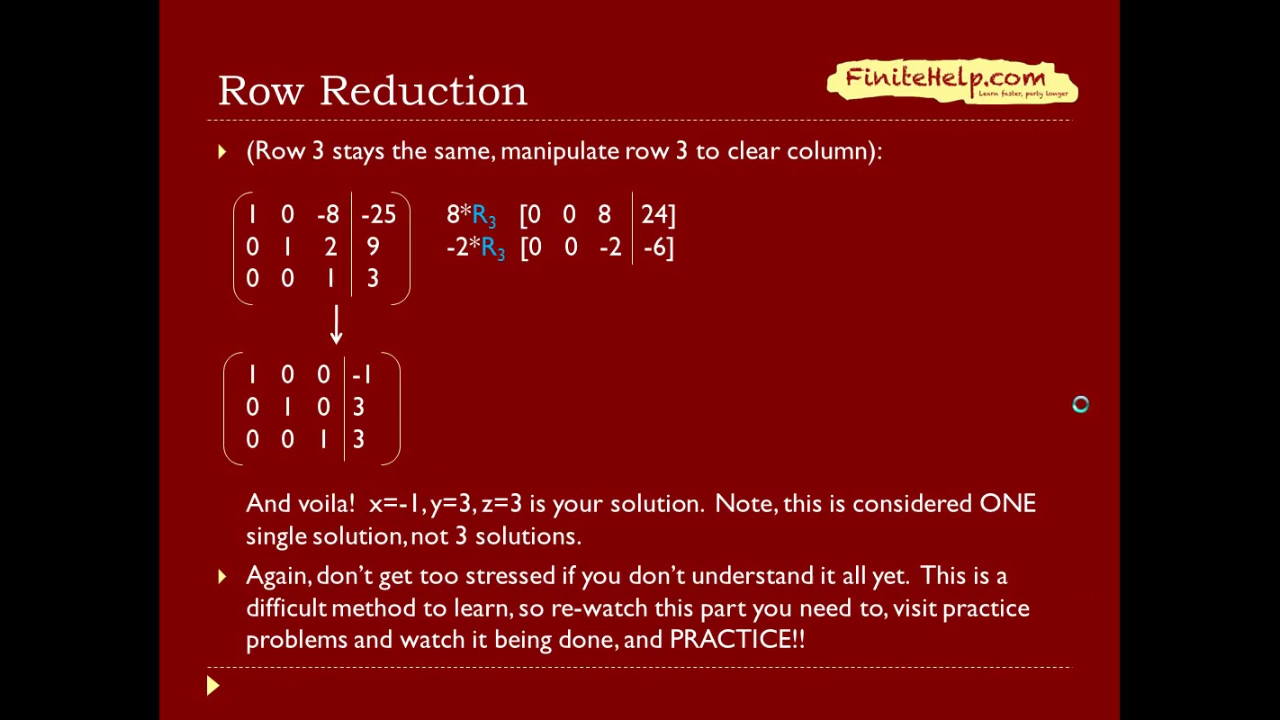 Row Reduction
FiniteHelp.com
Learn faster, party longer
(Row 3 stays the same, manipulate row 3 to clear column):
1 0 -8 -25 8*R3 [0 0 8 24]
0 1 2 9 -2*R3 [0 0 -2 -6]
0 0 1 3
1 0 0 -1
0 1 0 3
0 0 1 3
And voila! x=-1, y=3, z=3 is your solution. Note, this is considered ONE
single solution, not 3 solutions.
Again, don't get too stressed if you don't understand it all yet. This is a
difficult method to learn, so re-watch this part you need to, visit practice
problems and watch it being done, and PRACTICE!!